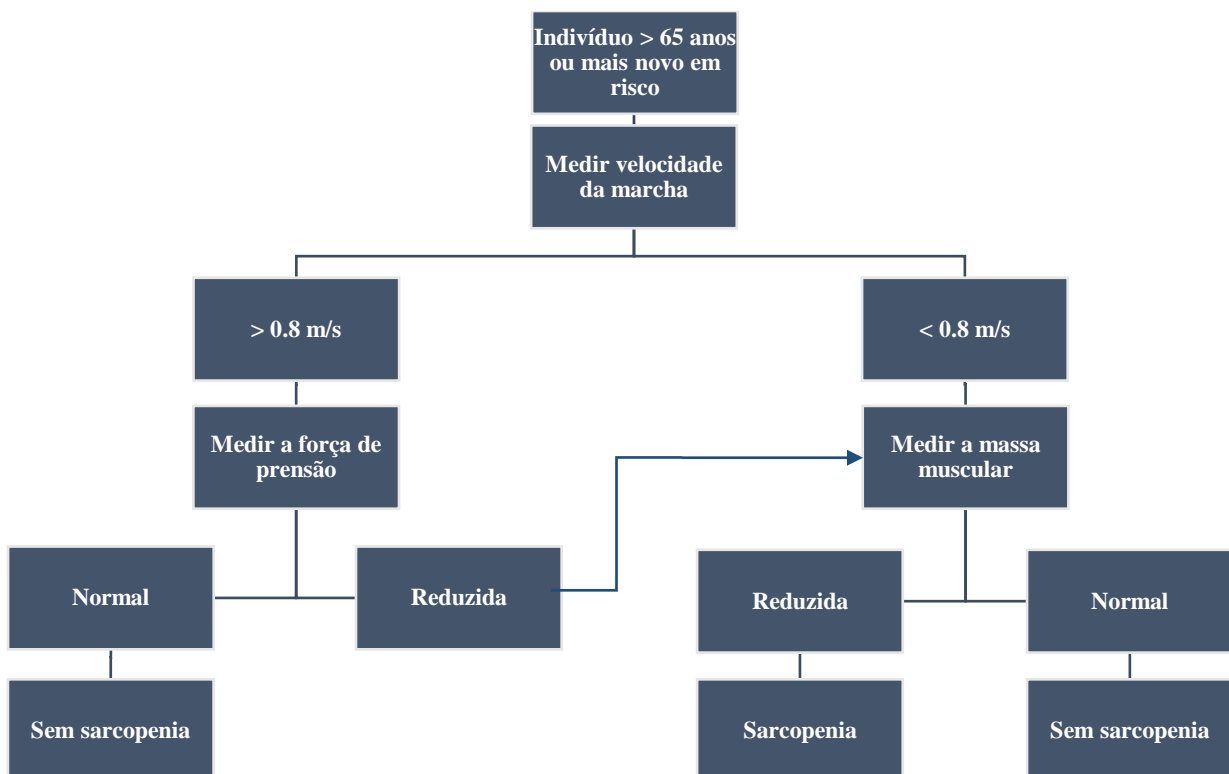 Indivíduo > 65 anos
ou mais novo em
risco
Medir velocidade
da marcha
> 0.8 m/s
< 0.8 m/s
Medir a força de
prensão
Medir a massa
muscular
Normal
Reduzida
Reduzida
Normal
Sem sarcopenia
Sarcopenia
Sem sarcopenia